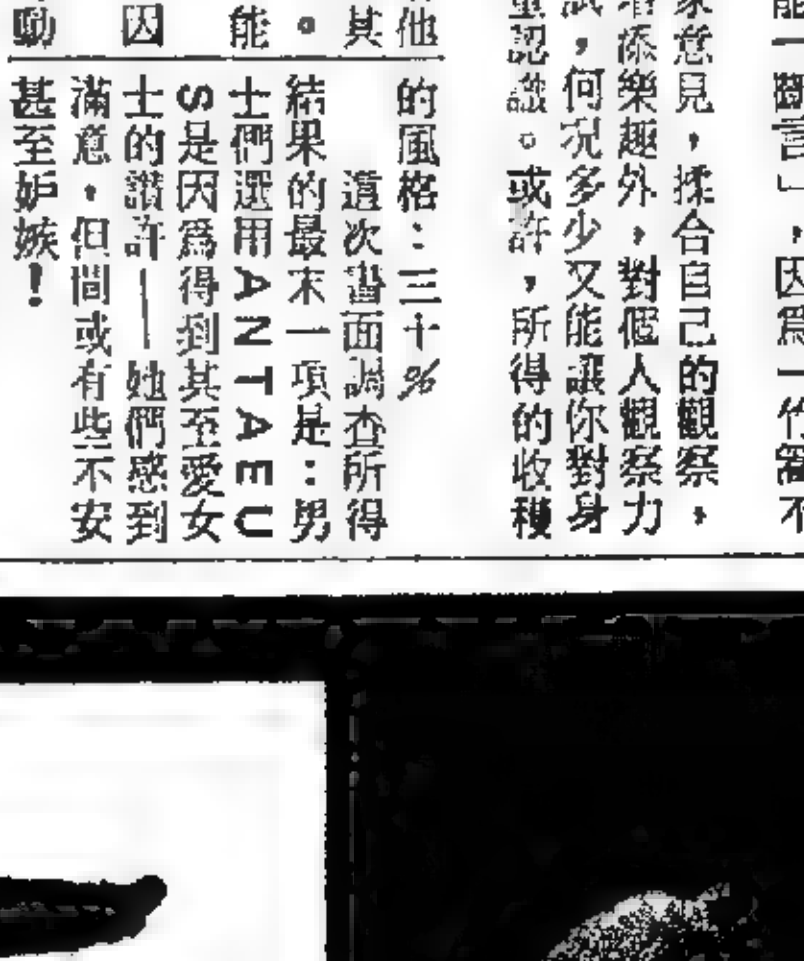 能一斷言」，因爲一竹篙不
家意見，揉合自己的觀察，
增添樂趣外，對個人觀察力
試，何況多少又能讓你對身
重認識。或許，所得的收穫
他
其
。
能
因
動
的風格：三十％
這次書面調查所得
結果的最末一項是：男
士們選用ＡＮＴＡＥＵ
Ｓ是因爲得到其至愛女
士的讚許——她們感到
滿意，但間或有些不安
甚至妒嫉！